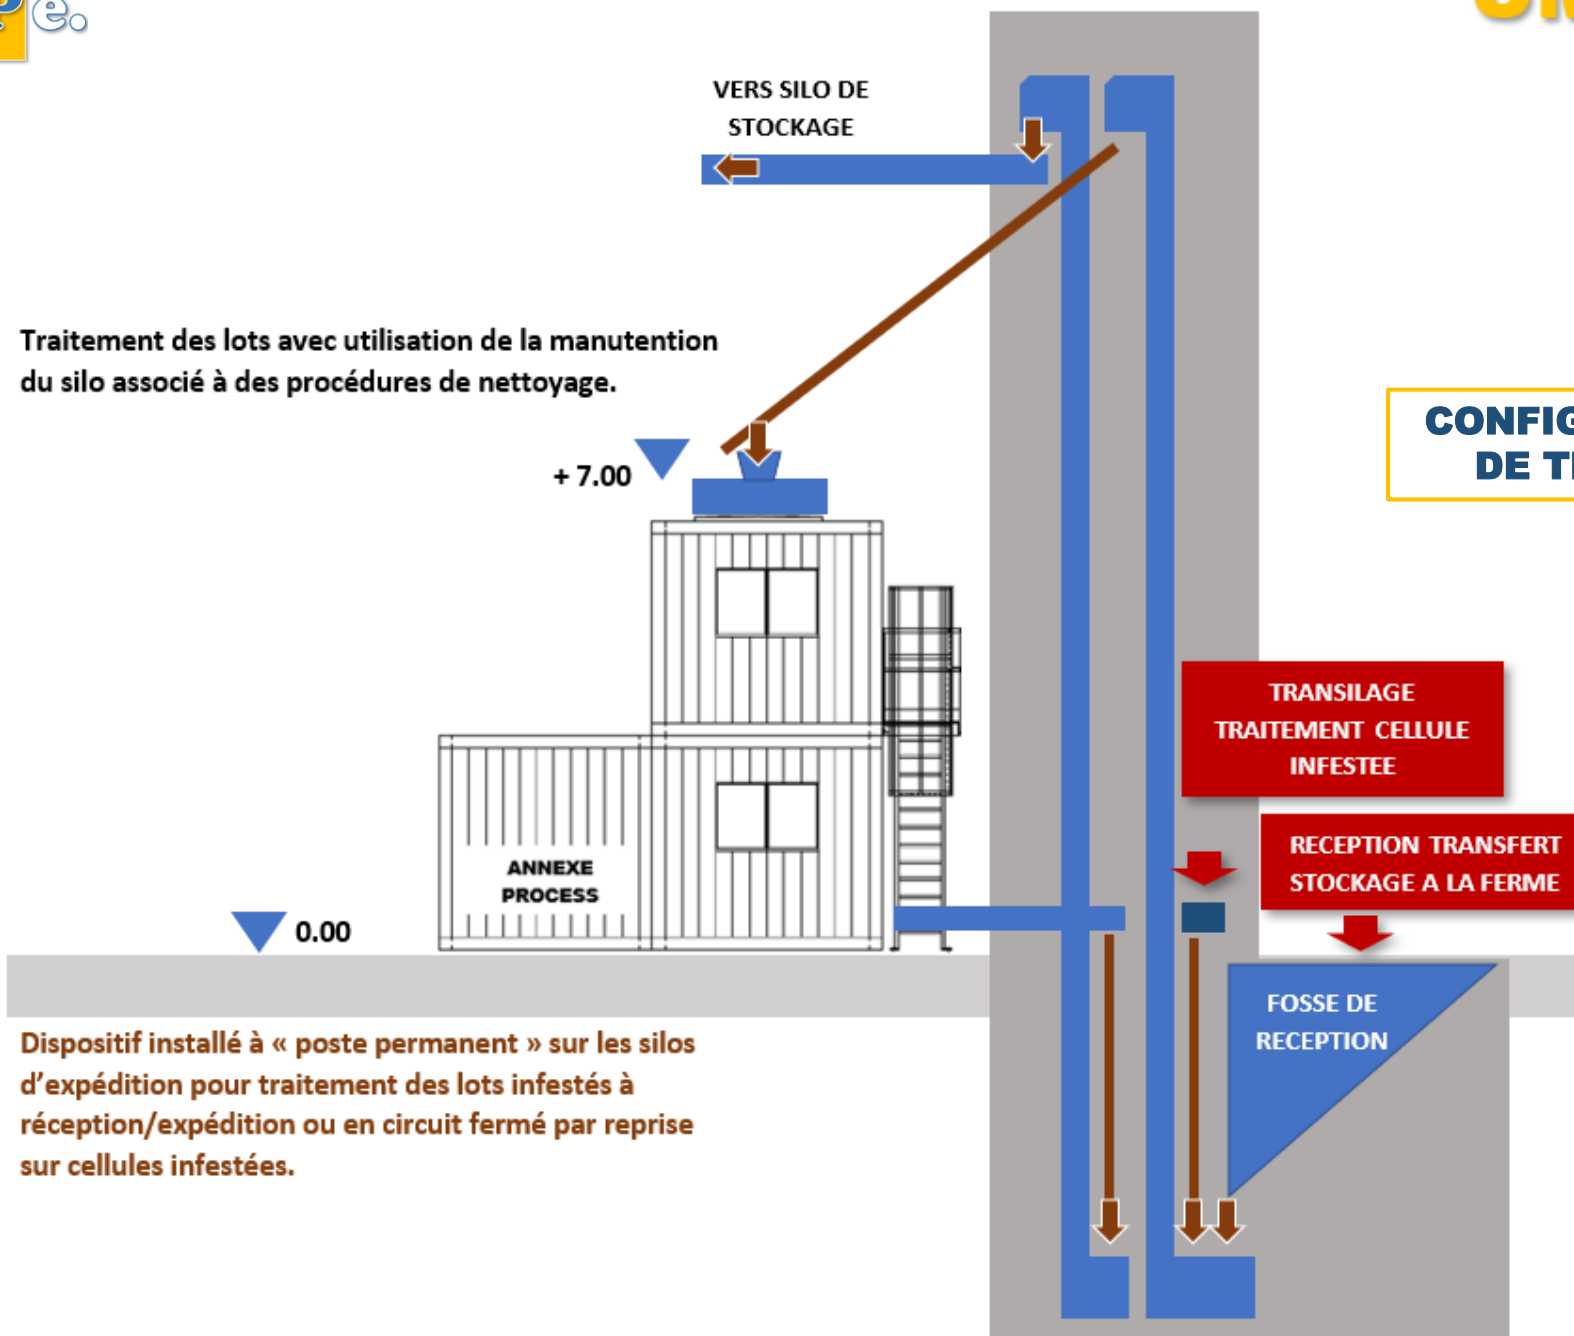 e.
VERS SILO DE
STOCKAGE
Traitement des lots avec utilisation de la manutention
du silo associé à des procédures de nettoyage.
+ 7.00
DE
TRANSILAGE
TRAITEMENT CELLULE
INFESTEE
RECEPTION TRANSFERT
STOCKAGE A LA FERME
ANNEXE
PROCESS
0.00
FOSSE DE
RECEPTION
Dispositif installé à « poste permanent » sur les silos
d’expédition pour traitement des lots infestés à
réception/expédition ou en circuit fermé par reprise
sur cellules infestées.